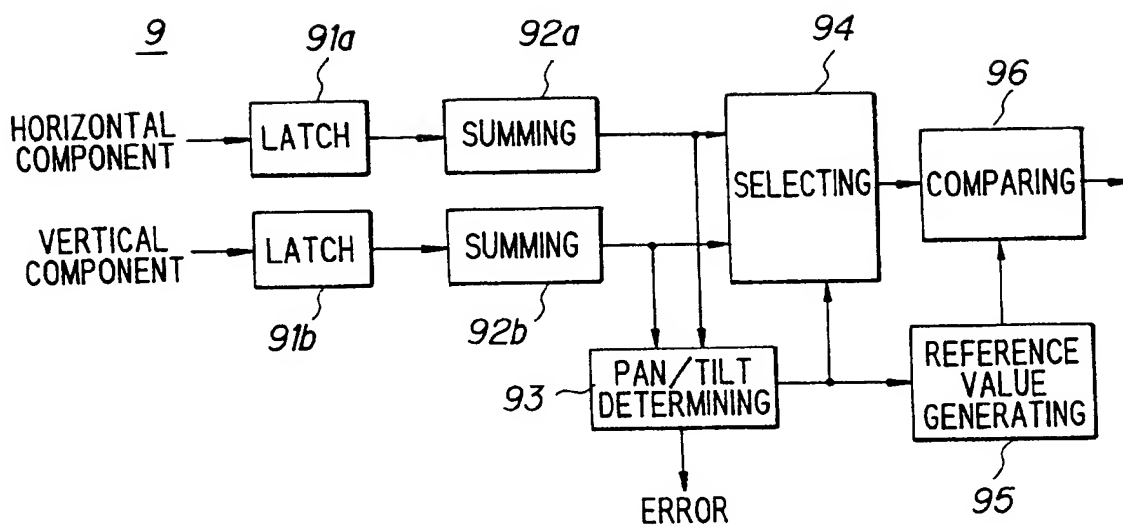 9
91a
92a
94
96
HORIZONTAL
COMPONENT
LATCH
SUMMING
SELECTING
COMPARING
VERTICAL
COMPONENT
LATCH
SUMMING
91b
92b
93
PAN/TILT
DETERMINING
REFERENCE
VALUE
GENERATING
95
ERROR